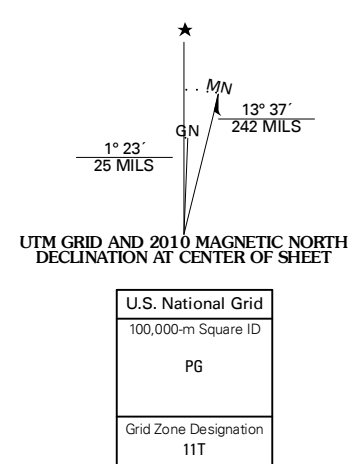 ★
MN
GN
13° 37´
242 MILS
1° 23´
25 MILS
UTM GRID AND 2010 MAGNETIC NORTH
DECLINATION AT CENTER OF SHEET
U.S. National Grid
100,000-m Square ID
PG
Grid Zone Designation
11T